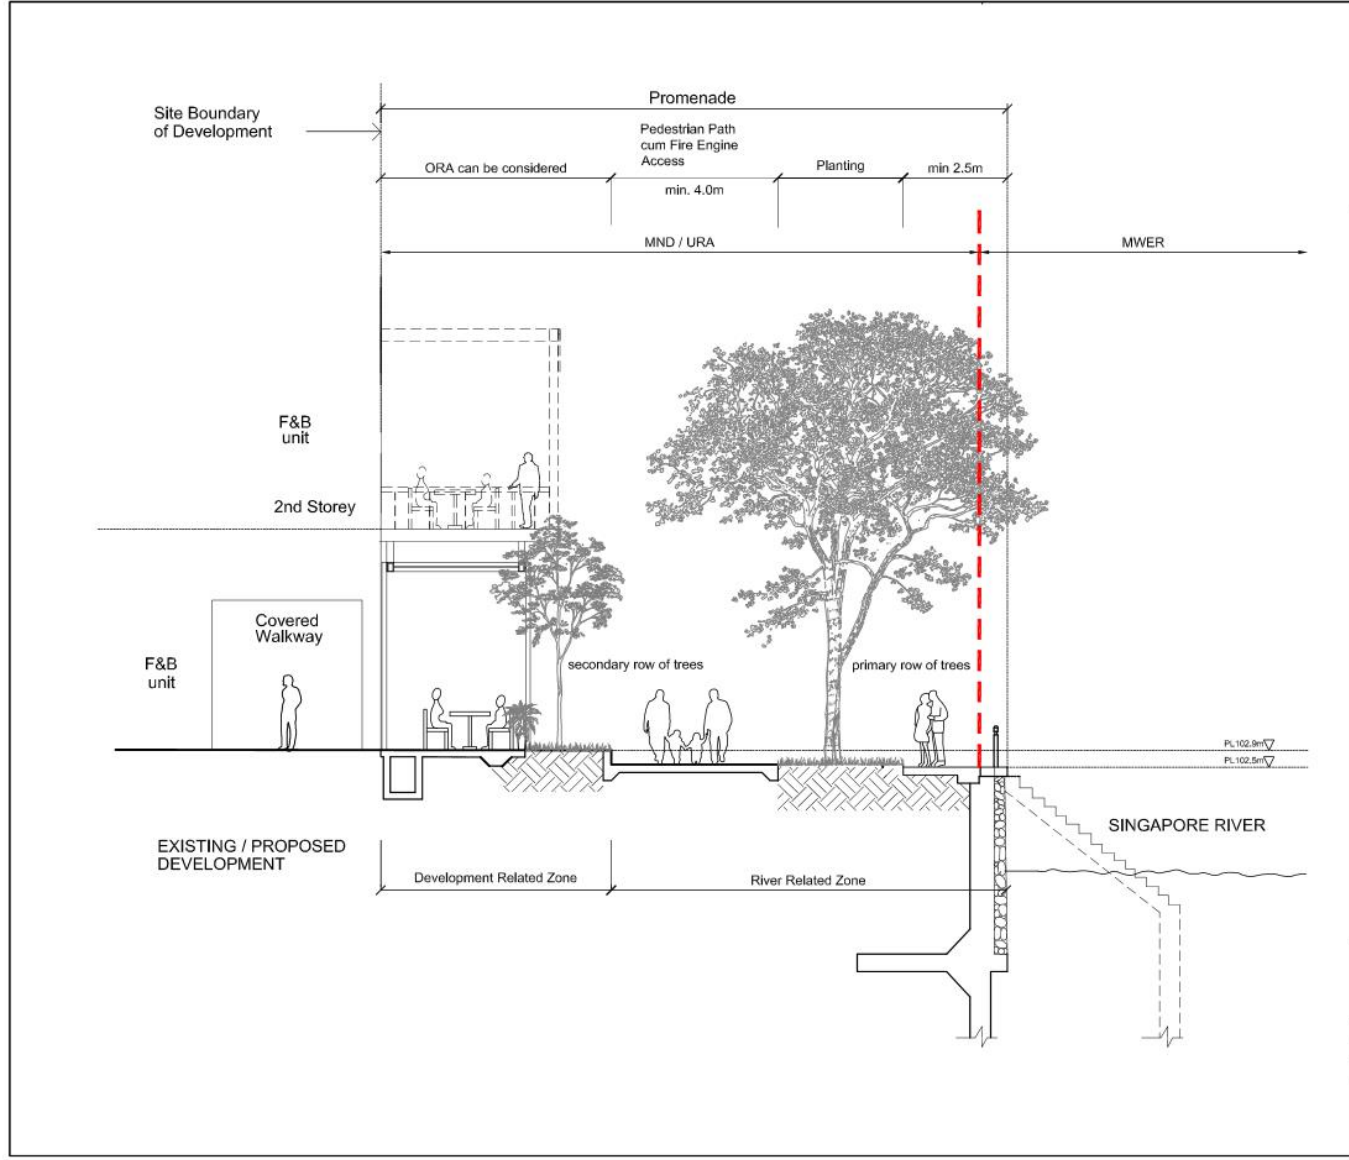 Promenade
Site Boundary
of Development
Pedestrian Path
cum Fire Engine
Access
ORA can be considered
Planting
min 2.5m
min. 4.0m
MND / URA
MWER
F&B
unit
2nd Storey
Covered
Walkway
F&B
unit
secondary row of trees
primary row of trees
PL102.9m
PL102.5m
SINGAPORE RIVER
EXISTING / PROPOSED
DEVELOPMENT
Development Related Zone
River Related Zone